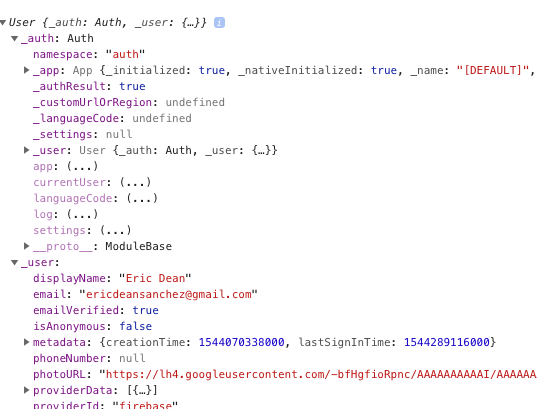 User {_auth: Auth, _user: {…}} i
_auth: Auth
namespace: "auth"
_app: App {_initialized: true, _nativeInitialized: true, _name: "[DEFAULT]",
_authResult: true
_customUrlOrRegion: undefined
_languageCode: undefined
_settings: null
_user: User {_auth: Auth, _user: {…}}
app: (...)
currentUser: (...)
languageCode: (...)
log: (...)
settings: (...)
__proto__: ModuleBase
_user:
displayName: "Eric Dean"
email: "ericdeansanchez@gmail.com"
emailVerified: true
isAnonymous: false
metadata: {creationTime: 1544070338000, lastSignInTime: 1544289116000}
phoneNumber: null
photoURL: "https://lh4.googleusercontent.com/-bfHgfioRpnc/AAAAAAAAAAI/AAAAAA
providerData: [{…}]
providerId: "firebase"